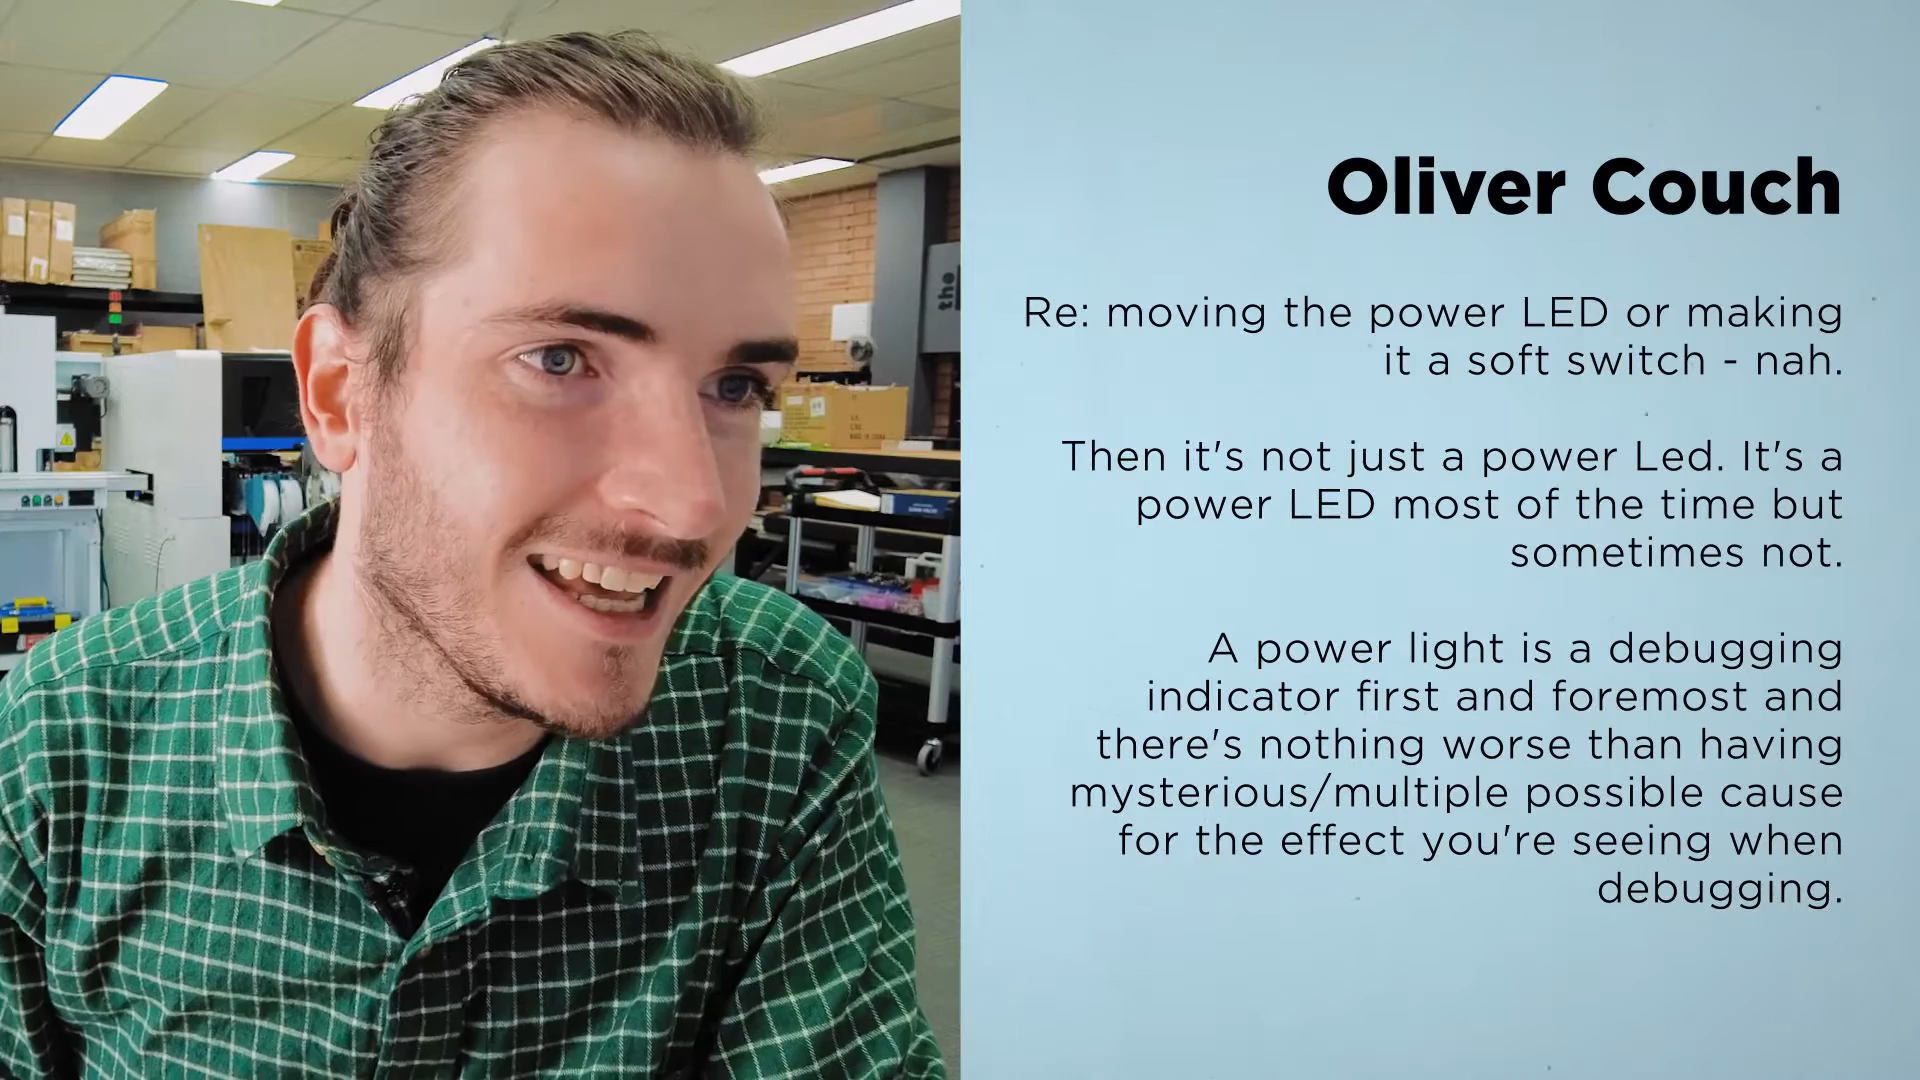 the
Oliver Couch
Re: moving the power LED or making
it a soft switch - nah.
Then it's not just a power Led. It's a
power LED most of the time but
sometimes not.
A power light is a debugging
indicator first and foremost and
there's nothing worse than having
mysterious/multiple possible cause
for the effect you're seeing when
debugging.